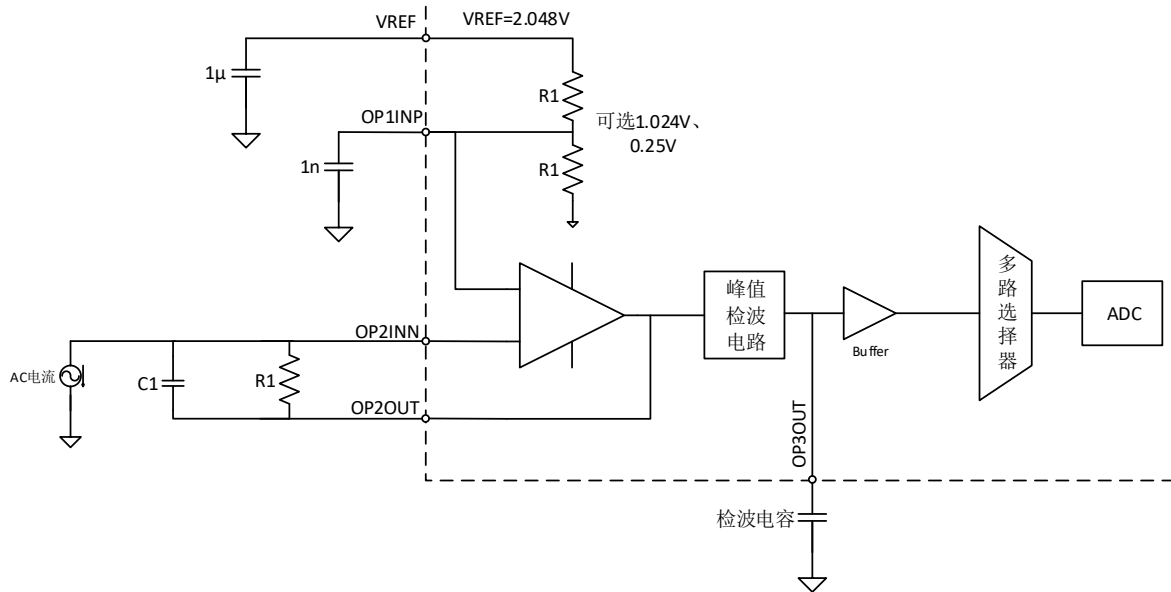 VREF
VREF=2.048V
1μ
R1
OP1INP
可选1.024V、
0.25V
1n
R1
多路选择器
峰值
检波
电路
ADC
OP2INN
Buffer
AC电流
C1
R1
OP2OUT
OP3OUT
检波电容